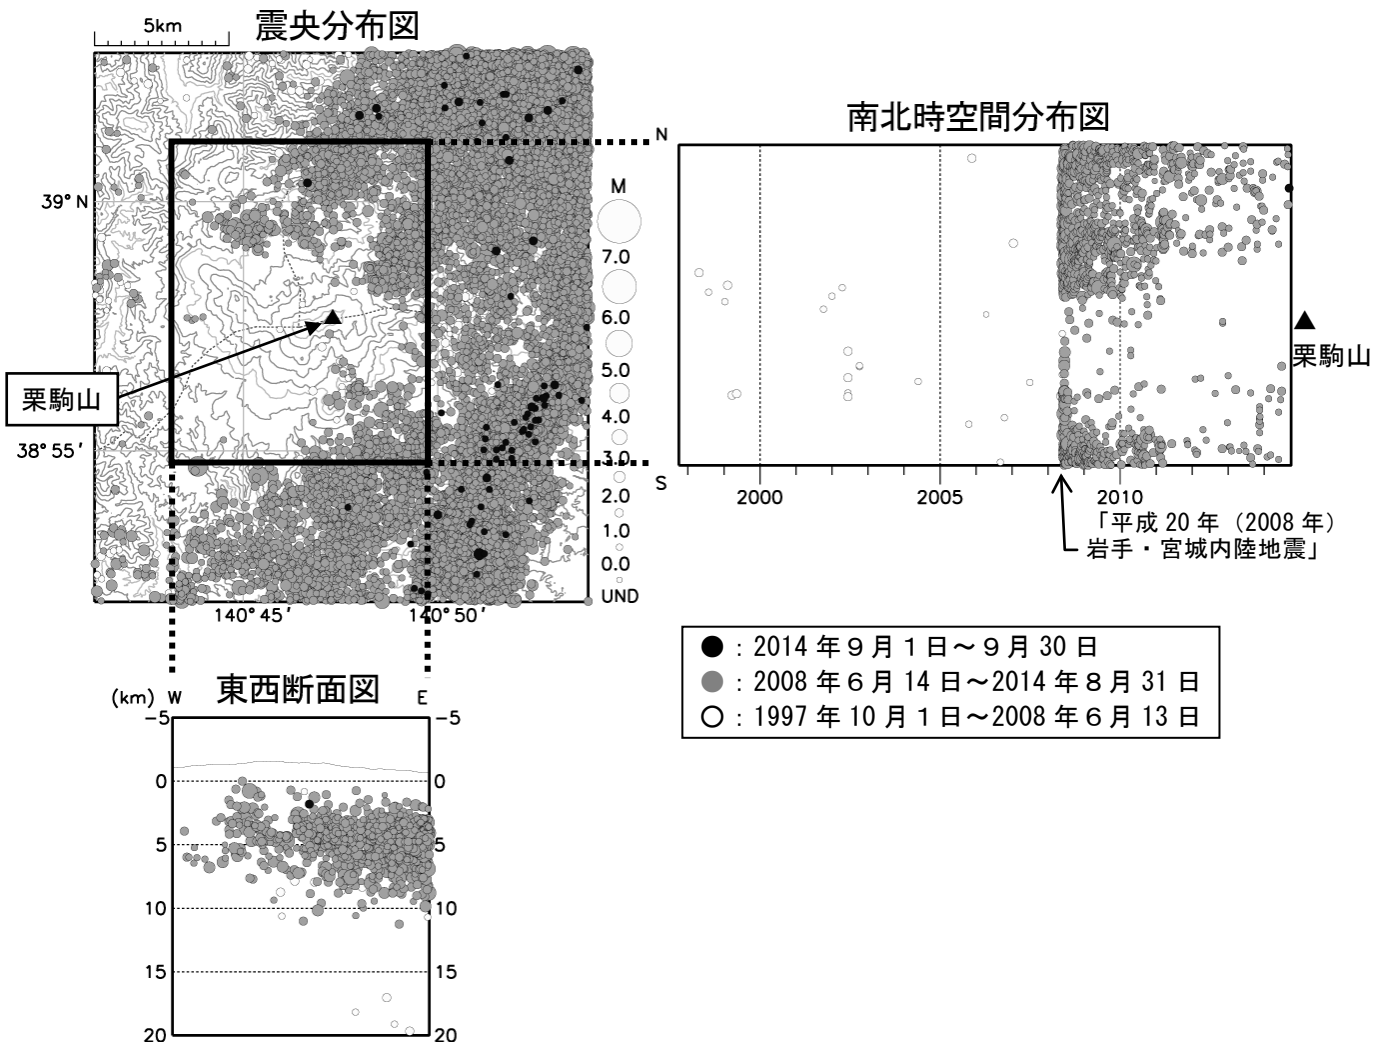 5km
震央分布図
39°N
38°55′
140°45′
140°50′
栗駒山
N
S
M
7.0
6.0
5.0
4.0
3.0
2.0
1.0
0.0
UND
南北時空間分布図
2000
2005
2010
栗駒山
「平成 20 年（2008 年）
岩手・宮城内陸地震」
●：2014 年９月１日～９月 30 日
●：2008 年６月 14 日～2014 年８月 31 日
○：1997 年 10 月１日～2008 年６月 13 日
東西断面図
(km) W
E
-5
0
5
10
15
20
-5
0
5
10
15
20